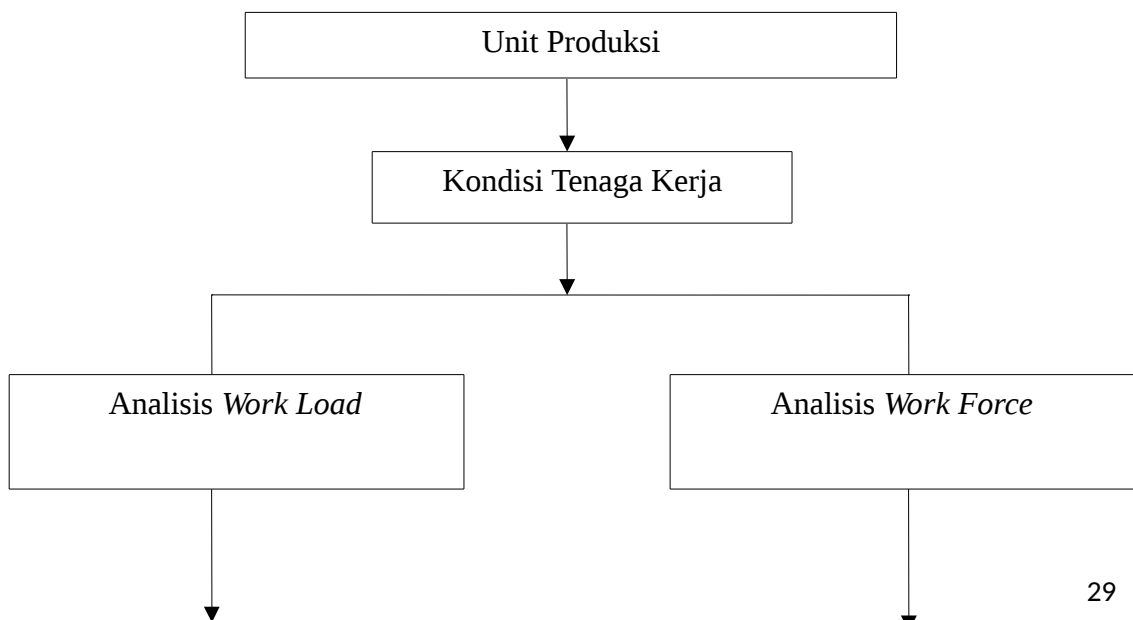 Unit Produksi
Kondisi Tenaga Kerja
Analisis Work Load
Analisis Work Force
29